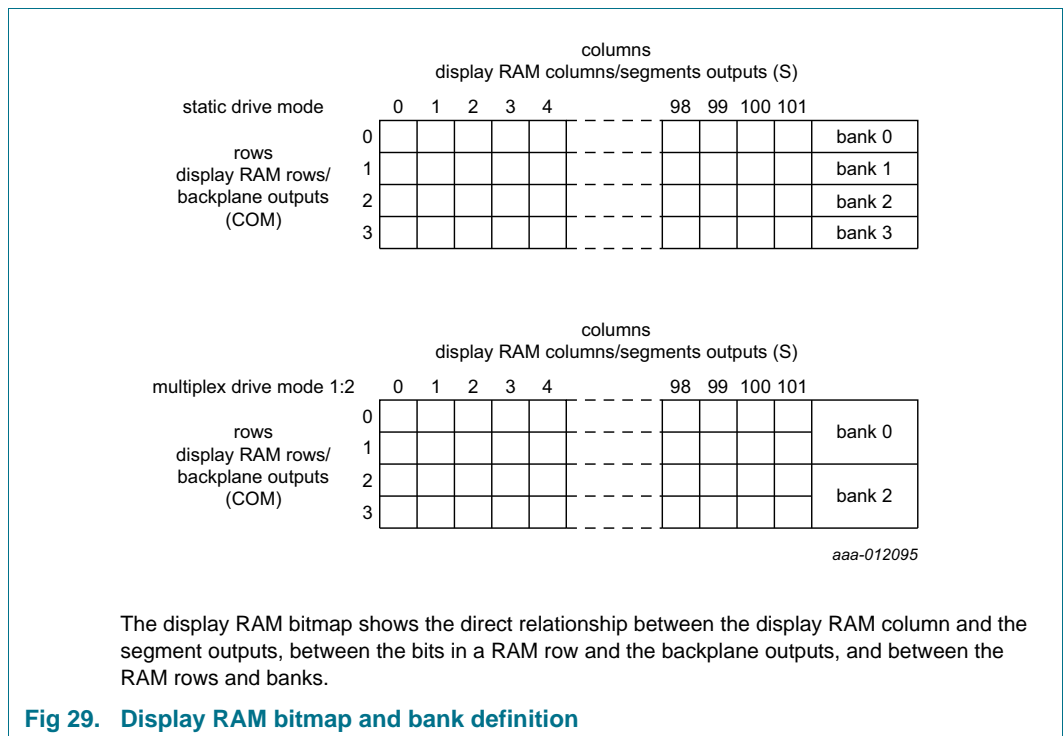 columns
display RAM columns/segments outputs (S)
static drive mode 0 1 2 3 4 98 99 100 101
rows
display RAM rows/
backplane outputs
(COM)
0 bank 0
1 bank 1
2 bank 2
3 bank 3
columns
display RAM columns/segments outputs (S)
multiplex drive mode 1:2 0 1 2 3 4 98 99 100 101
rows
display RAM rows/
backplane outputs
(COM)
0
1
bank 0
2
3
bank 2
aaa-012095
The display RAM bitmap shows the direct relationship between the display RAM column and the
segment outputs, between the bits in a RAM row and the backplane outputs, and between the
RAM rows and banks.
Fig 29. Display RAM bitmap and bank definition